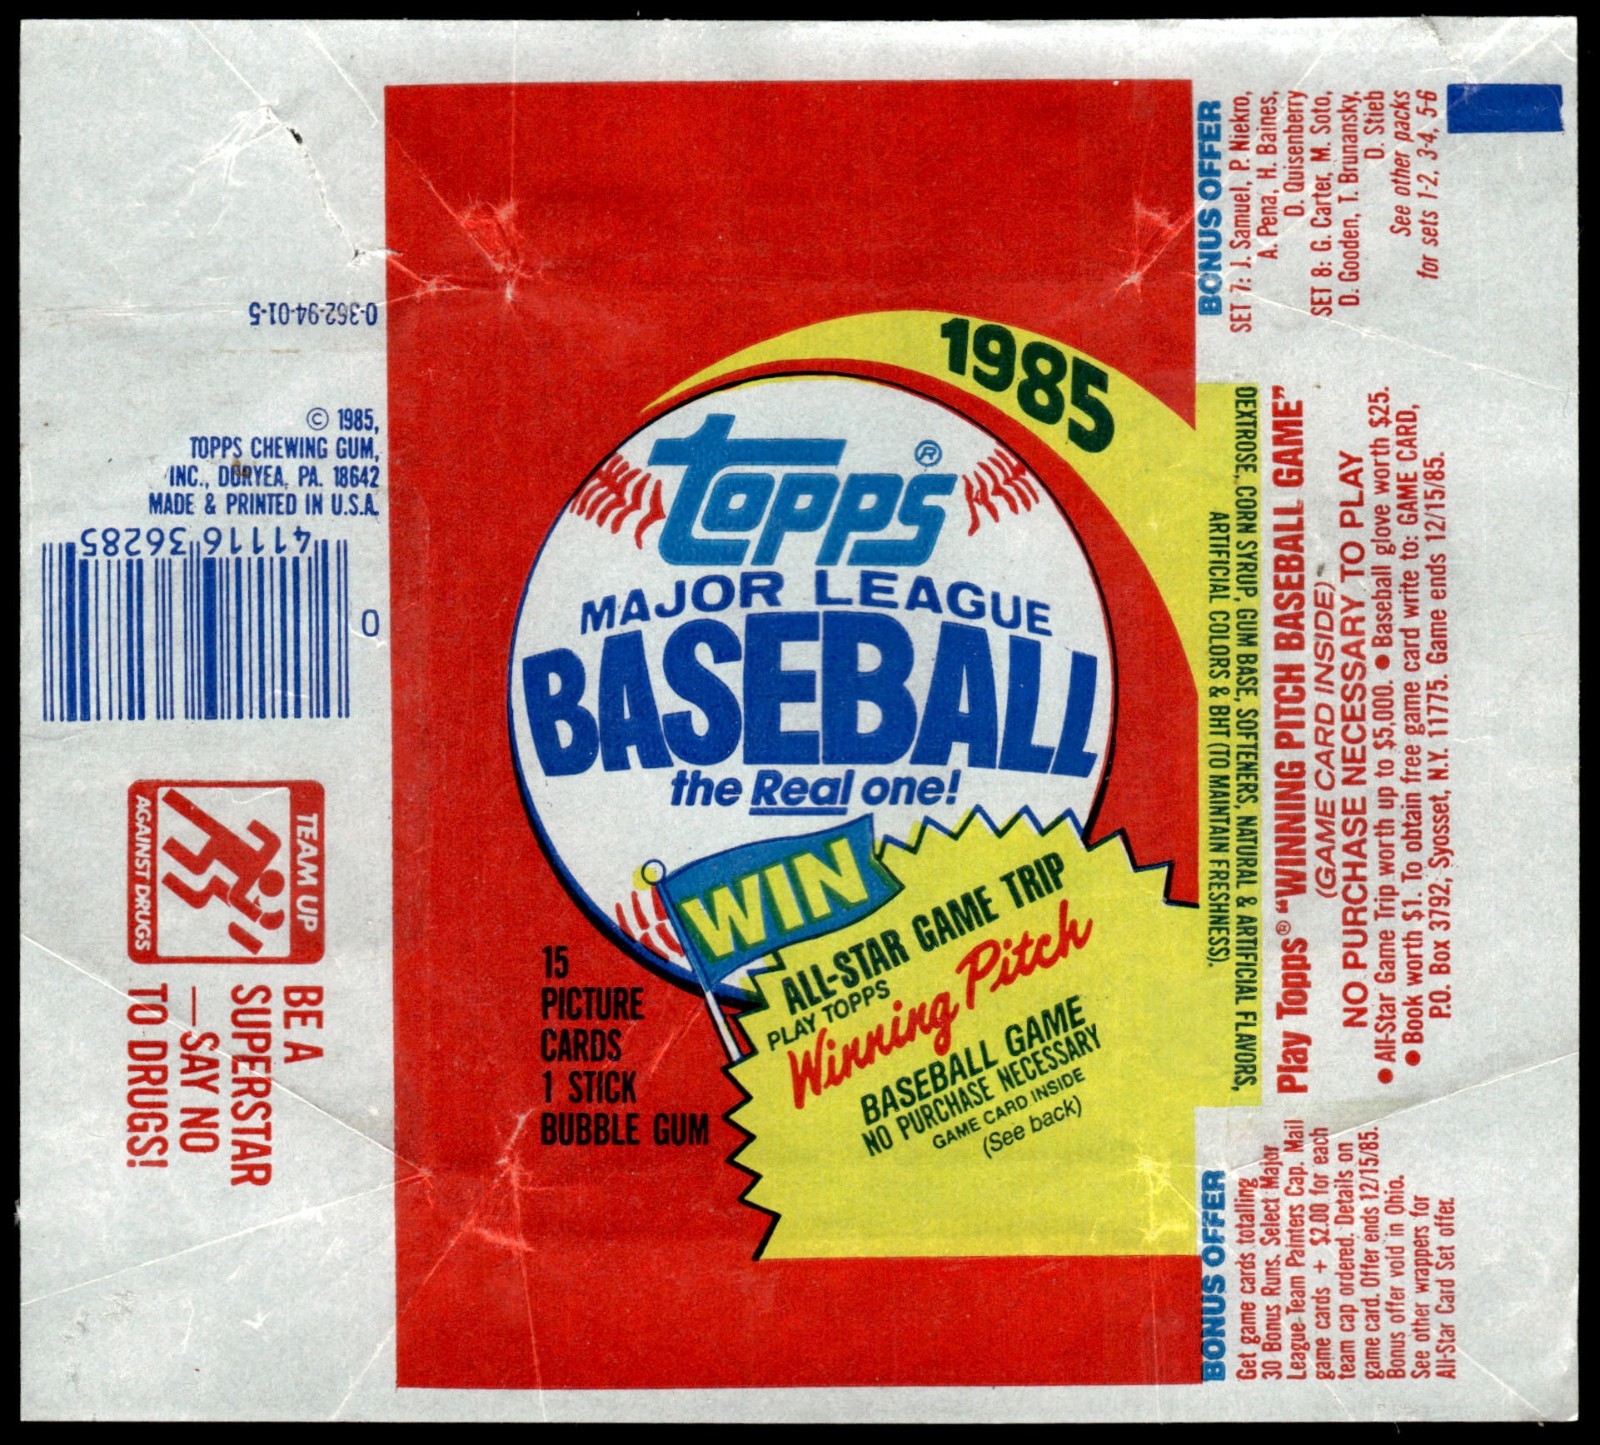 0-362-94-01-5
© 1985,
TOPPS CHEWING GUM,
INC., DURYEA, PA. 18642
MADE & PRINTED IN U.S.A.
41116 36285
0
TEAM UP
AGAINST DRUGS
BE A
SUPERSTAR
—SAY NO
TO DRUGS!
1985
topps®
MAJOR LEAGUE
BASEBALL
the Real one!
WIN
ALL-STAR GAME TRIP
PLAY TOPPS
Winning Pitch
BASEBALL GAME
NO PURCHASE NECESSARY
GAME CARD INSIDE
(See back)
15
PICTURE
CARDS
1 STICK
BUBBLE GUM
BONUS OFFER
SET 7: J. Samuel, P. Niekro,
A. Pena, H. Baines,
D. Quisenberry
SET 8: G. Carter, M. Soto,
D. Gooden, T. Brunansky,
D. Stieb
See other packs
for sets 1-2, 3-4, 5-6
DEXTROSE, CORN SYRUP, GUM BASE, SOFTENERS, NATURAL & ARTIFICIAL FLAVORS,
ARTIFICIAL COLORS & BHT (TO MAINTAIN FRESHNESS).
Play Topps® "WINNING PITCH BASEBALL GAME"
(GAME CARD INSIDE)
NO PURCHASE NECESSARY TO PLAY
● All-Star Game Trip worth up to $5,000. ● Baseball glove worth $25.
● Book worth $1. To obtain free game card write to: GAME CARD,
P.O. Box 3792, Syosset, N.Y. 11775. Game ends 12/15/85.
BONUS OFFER
Get game cards totalling
30 Bonus Runs. Select Major
League Team Painters Cap. Mail
game cards + $2.00 for each
team cap ordered. Details on
game card. Offer ends 12/15/85.
Bonus offer void in Ohio.
See other wrappers for
All-Star Card Set offer.